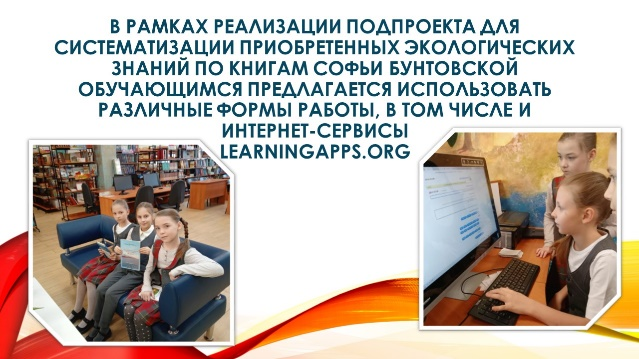 В РАМКАХ РЕАЛИЗАЦИИ ПОДПРОЕКТА ДЛЯ
СИСТЕМАТИЗАЦИИ ПРИОБРЕТЕННЫХ ЭКОЛОГИЧЕСКИХ
ЗНАНИЙ ПО КНИГАМ СОФЬИ БУНТОВСКОЙ
ОБУЧАЮЩИМСЯ ПРЕДЛАГАЕТСЯ ИСПОЛЬЗОВАТЬ
РАЗЛИЧНЫЕ ФОРМЫ РАБОТЫ, В ТОМ ЧИСЛЕ И
ИНТЕРНЕТ-СЕРВИСЫ
LEARNINGAPPS.ORG